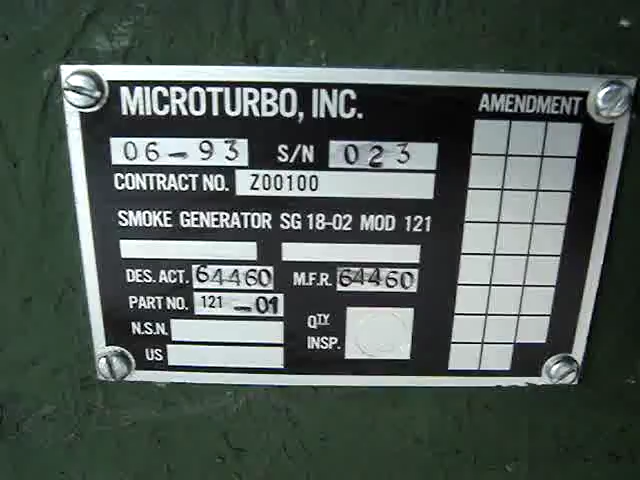 MICROTURBO, INC.
AMENDMENT
06-93 S/N 023
CONTRACT NO. Z00100
SMOKE GENERATOR SG 18-02 MOD 121
DES. ACT. 64460 M.F.R. 64460
PART NO. 121-01
N.S.N.
QTY
INSP.
US